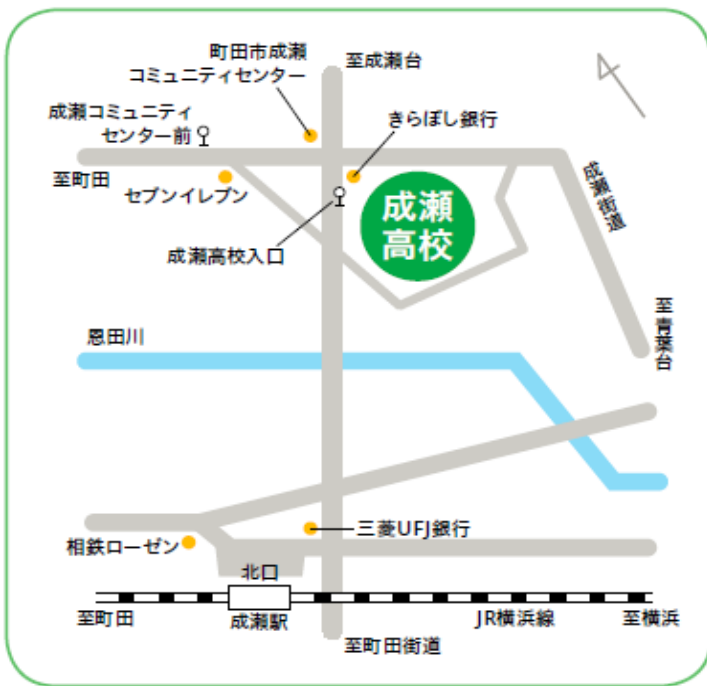 町田市成瀬
コミュニティセンター
至成瀬台
成瀬コミュニティ
センター前
きらぼし銀行
至町田
セブンイレブン
成瀬街道
成瀬
高校
成瀬高校入口
恩田川
至青葉台
三菱UFJ銀行
相鉄ローゼン
北口
至町田
成瀬駅
JR横浜線
至横浜
至町田街道